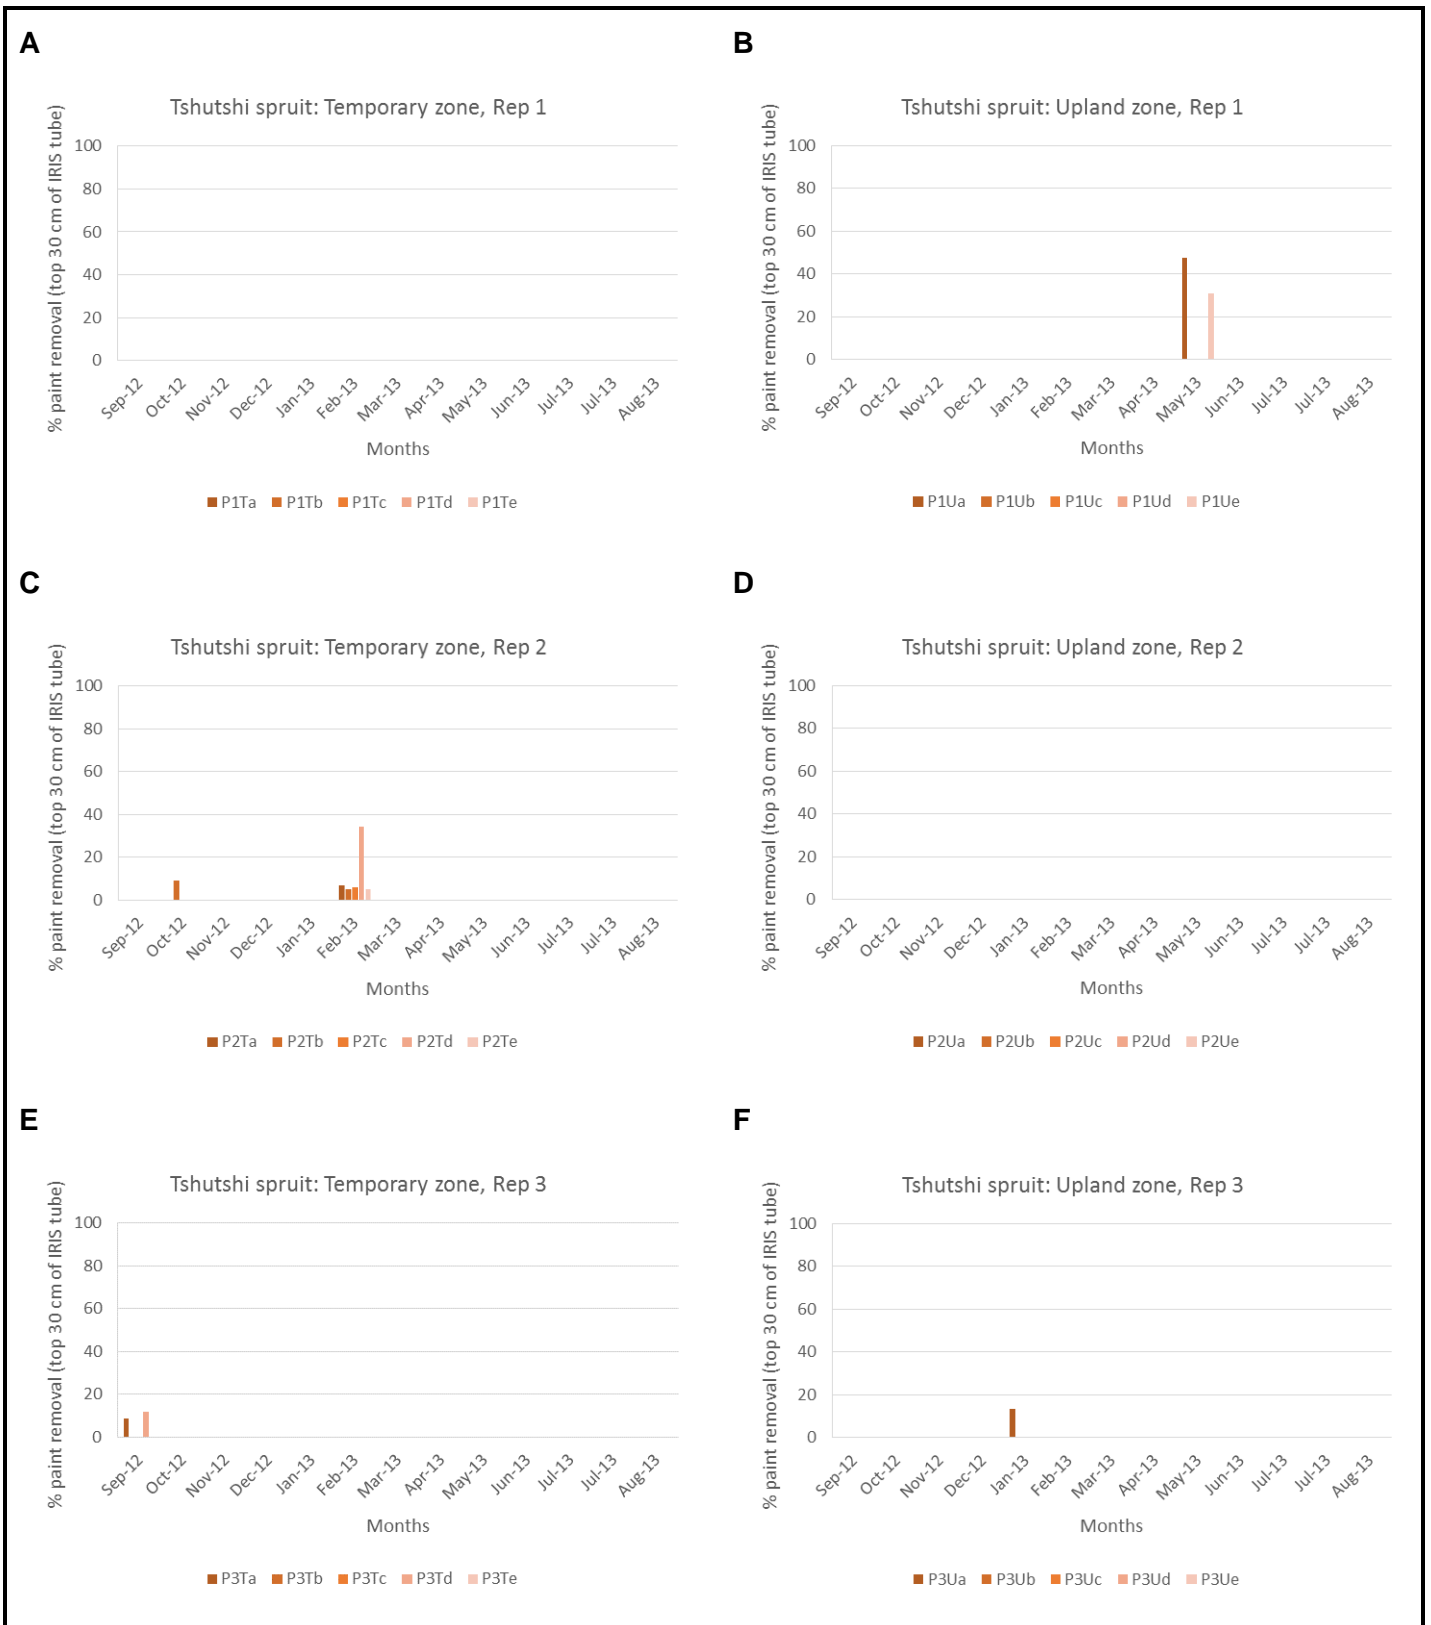 A
Tshutshi spruit: Temporary zone, Rep 1
% paint removal (top 30 cm of IRIS tube)
100
80
60
40
20
0
Sep-12 Oct-12 Nov-12 Dec-12 Jan-13 Feb-13 Mar-13 Apr-13 May-13 Jun-13 Jul-13 Jul-13 Aug-13
Months
P1Ta P1Tb P1Tc P1Td P1Te
B
Tshutshi spruit: Upland zone, Rep 1
% paint removal (top 30 cm of IRIS tube)
100
80
60
40
20
0
Sep-12 Oct-12 Nov-12 Dec-12 Jan-13 Feb-13 Mar-13 Apr-13 May-13 Jun-13 Jul-13 Jul-13 Aug-13
Months
P1Ua P1Ub P1Uc P1Ud P1Ue
C
Tshutshi spruit: Temporary zone, Rep 2
% paint removal (top 30 cm of IRIS tube)
100
80
60
40
20
0
Sep-12 Oct-12 Nov-12 Dec-12 Jan-13 Feb-13 Mar-13 Apr-13 May-13 Jun-13 Jul-13 Jul-13 Aug-13
Months
P2Ta P2Tb P2Tc P2Td P2Te
D
Tshutshi spruit: Upland zone, Rep 2
% paint removal (top 30 cm of IRIS tube)
100
80
60
40
20
0
Sep-12 Oct-12 Nov-12 Dec-12 Jan-13 Feb-13 Mar-13 Apr-13 May-13 Jun-13 Jul-13 Jul-13 Aug-13
Months
P2Ua P2Ub P2Uc P2Ud P2Ue
E
Tshutshi spruit: Temporary zone, Rep 3
% paint removal (top 30 cm of IRIS tube)
100
80
60
40
20
0
Sep-12 Oct-12 Nov-12 Dec-12 Jan-13 Feb-13 Mar-13 Apr-13 May-13 Jun-13 Jul-13 Jul-13 Aug-13
Months
P3Ta P3Tb P3Tc P3Td P3Te
F
Tshutshi spruit: Upland zone, Rep 3
% paint removal (top 30 cm of IRIS tube)
100
80
60
40
20
0
Sep-12 Oct-12 Nov-12 Dec-12 Jan-13 Feb-13 Mar-13 Apr-13 May-13 Jun-13 Jul-13 Jul-13 Aug-13
Months
P3Ua P3Ub P3Uc P3Ud P3Ue